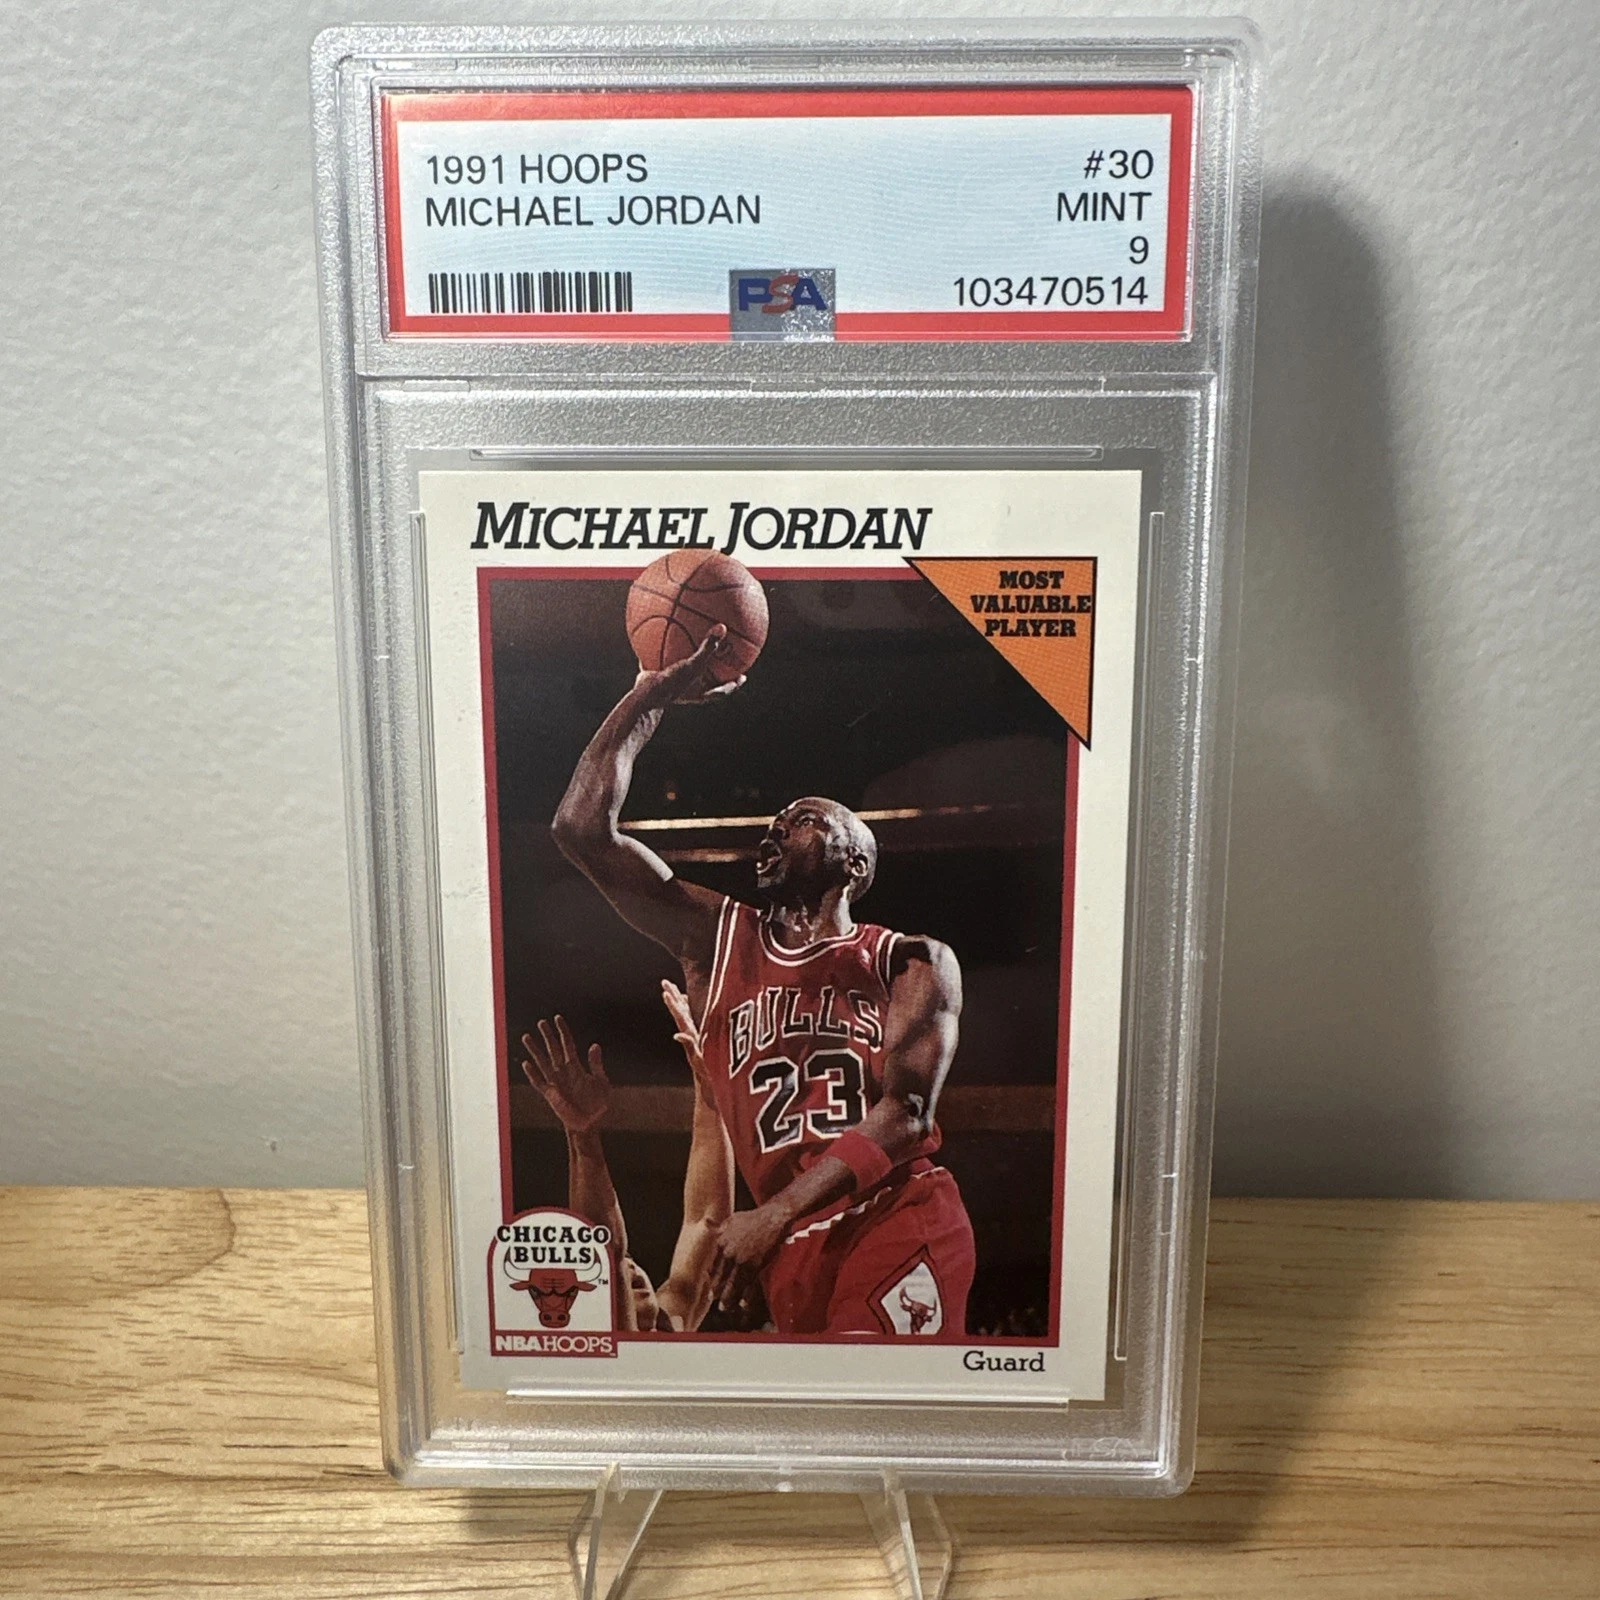 1991 HOOPS #30
MICHAEL JORDAN MINT
9
PSA 103470514
MICHAEL JORDAN
MOST
VALUABLE
PLAYER
BULLS
23
CHICAGO
BULLS
TM
NBA HOOPS
Guard